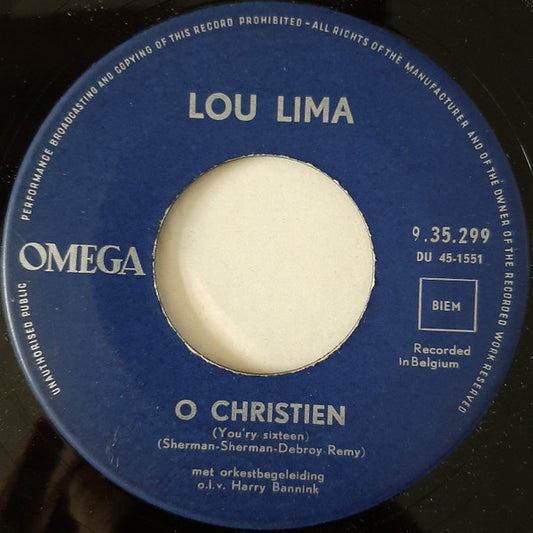 UNAUTHORISED PUBLIC PERFORMANCE BROADCASTING AND COPYING OF THIS RECORD PROHIBITED – ALL RIGHTS OF THE MANUFACTURER AND OF THE OWNER OF THE RECORDED WORK RESERVED
LOU LIMA
OMEGA
9.35.299
DU 45-1551
BIEM
Recorded
In Belgium
O CHRISTIEN
(You'ry sixteen)
(Sherman-Sherman-Debroy-Remy)
met orkestbegeleiding
o.l.v. Harry Bannink